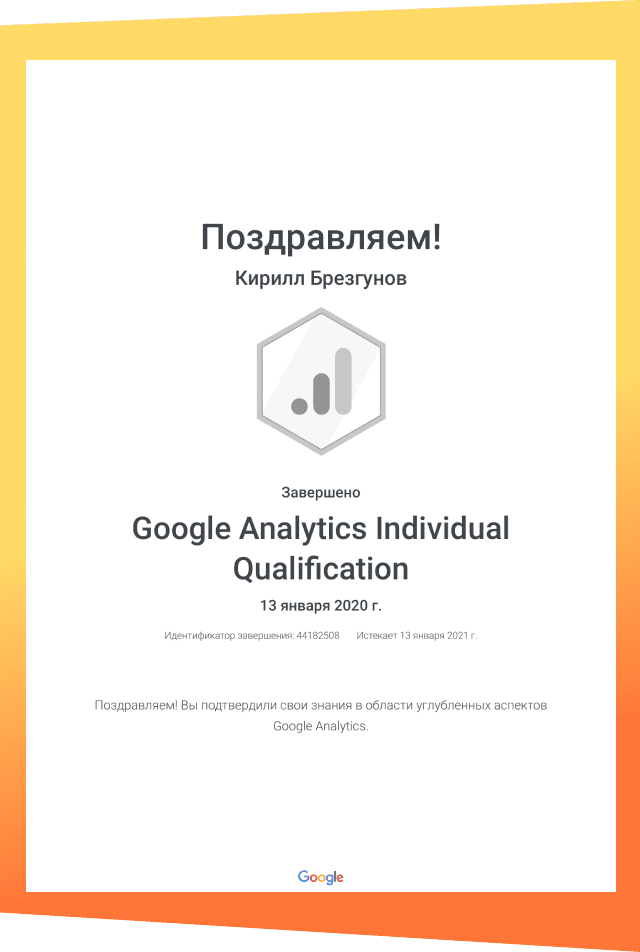 Поздравляем!
Кирилл Брезгунов
Завершено
Google Analytics Individual
Qualification
13 января 2020 г.
Идентификатор завершения: 44182508 Истекает 13 января 2021 г.
Поздравляем! Вы подтвердили свои знания в области углубленных аспектов
Google Analytics.
Google